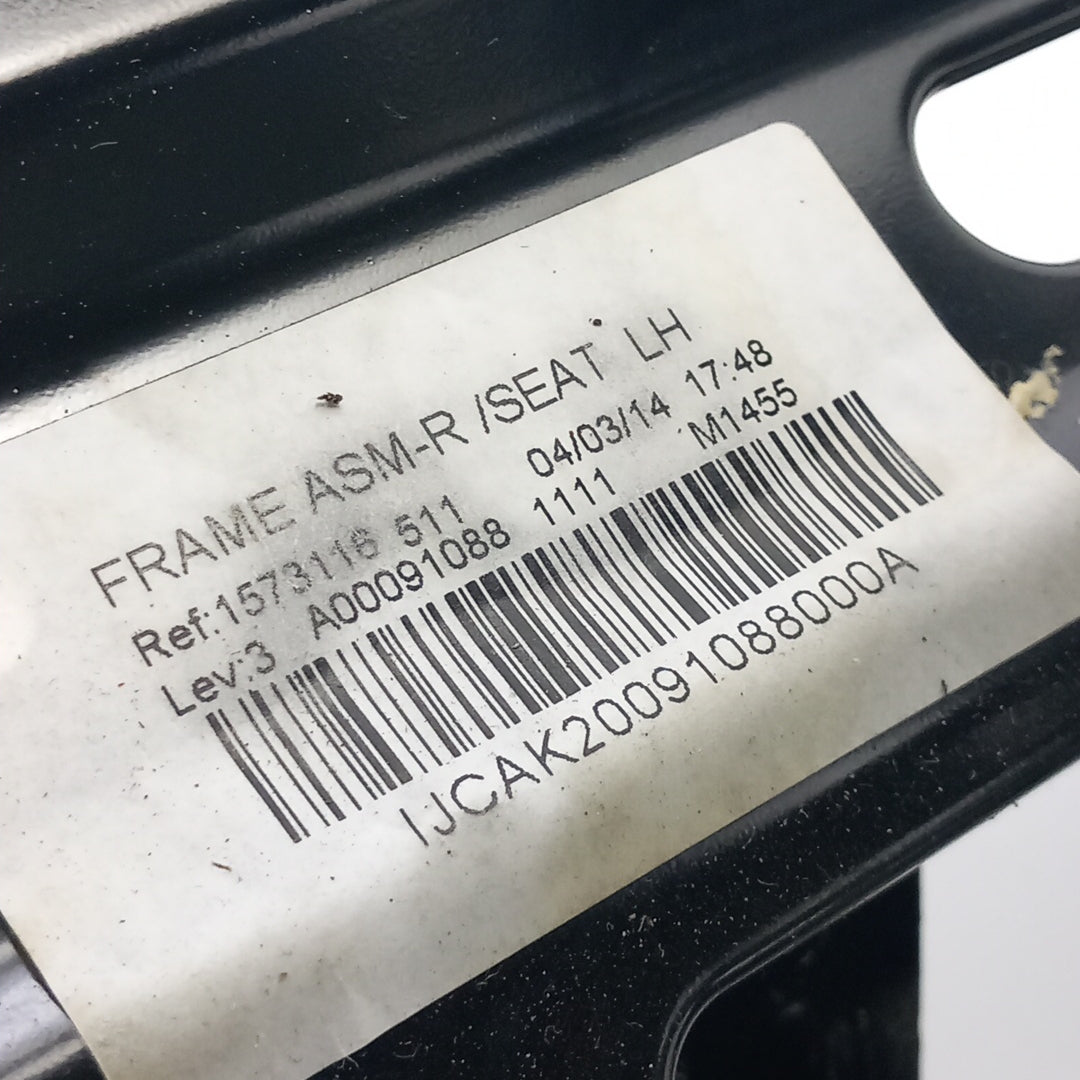 FRAME ASM-R /SEAT LH
Ref:1573116 511 04/03/14 17:48
Lev:3 A00091088 1111 M1455
IJCAK20091088000A